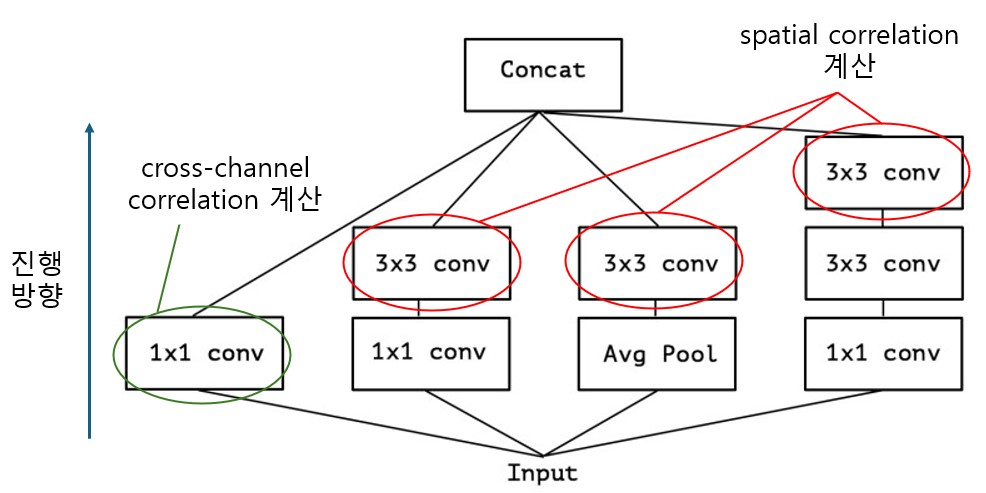 spatial correlation
계산
Concat
cross-channel
correlation 계산
3x3 conv
진행
방향
3x3 conv
3x3 conv
3x3 conv
1x1 conv
1x1 conv
Avg Pool
1x1 conv
Input